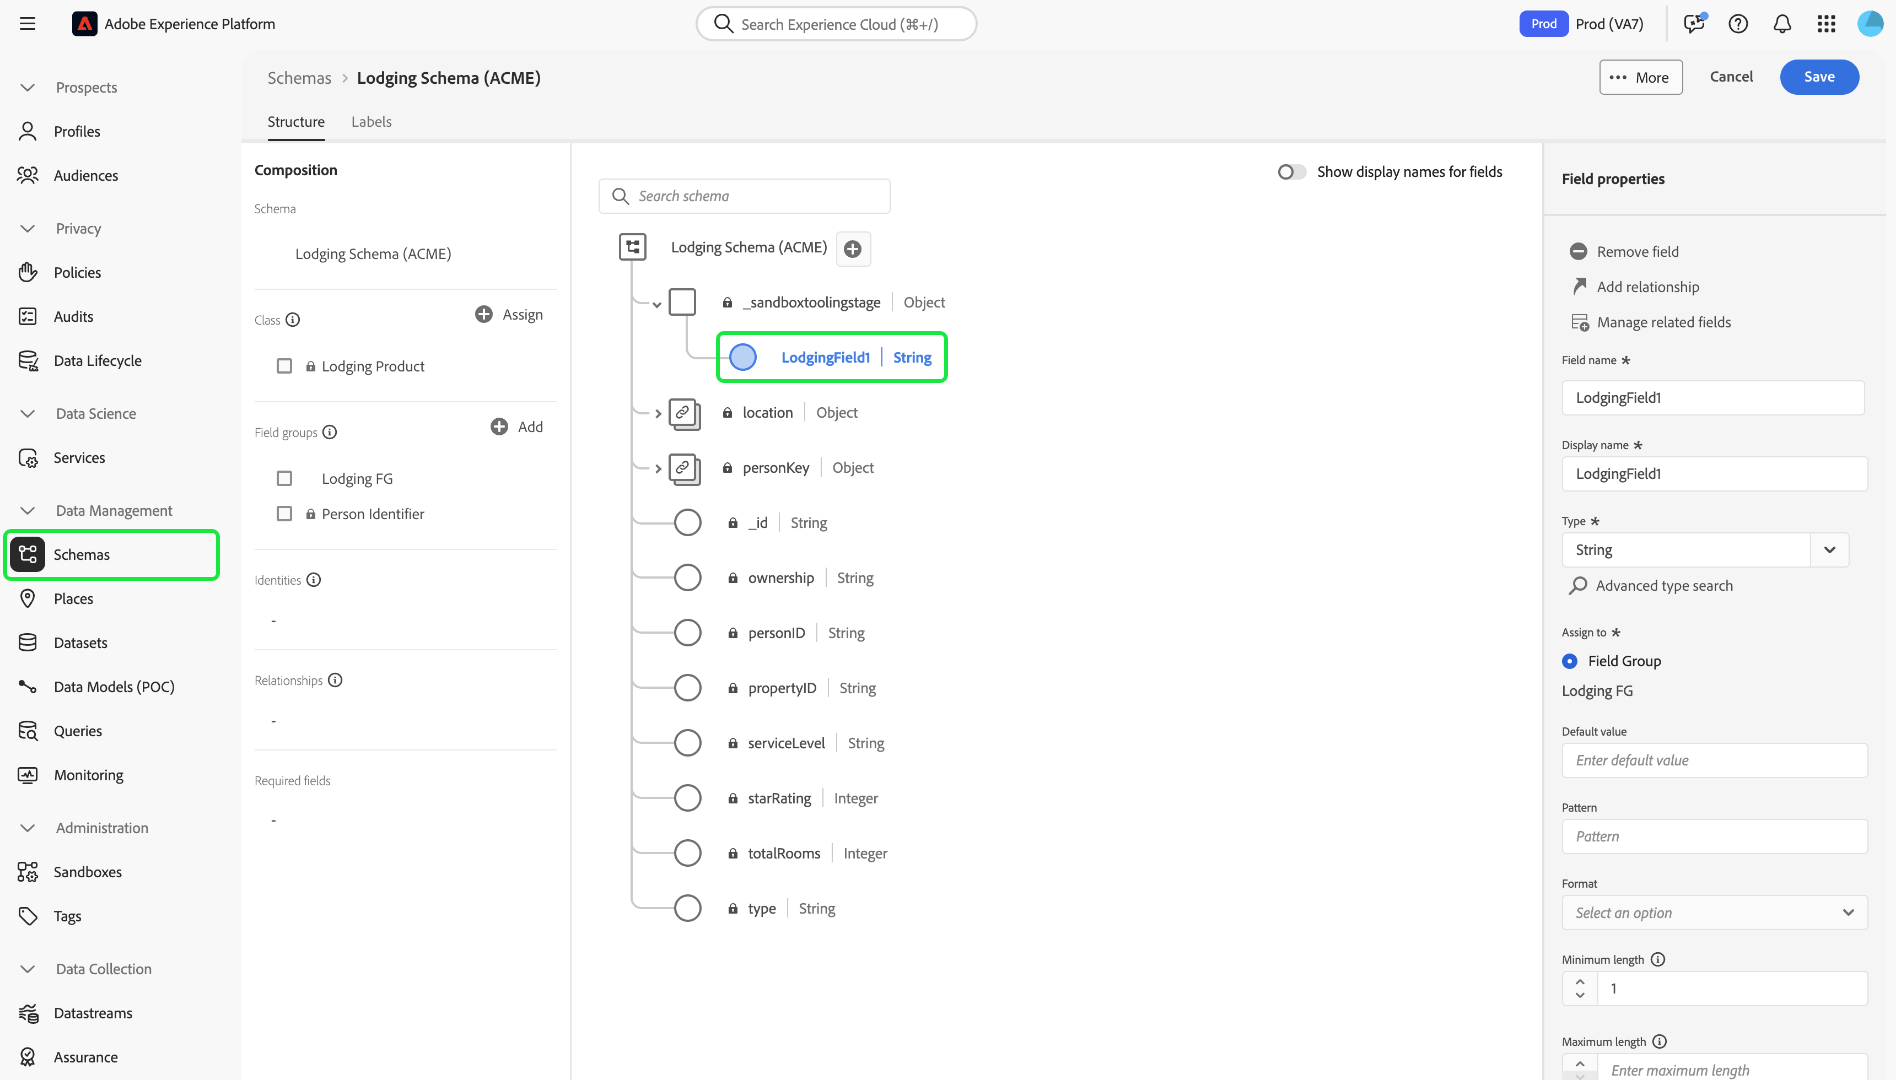 Adobe Experience Platform
Search Experience Cloud (⌘+/)
Prod
Prod (VA7)
Prospects
Profiles
Audiences
Privacy
Policies
Audits
Data Lifecycle
Data Science
Services
Data Management
Schemas
Places
Datasets
Data Models (POC)
Queries
Monitoring
Administration
Sandboxes
Tags
Data Collection
Datastreams
Assurance
Schemas > Lodging Schema (ACME)
••• More
Cancel
Save
Structure
Labels
Composition
Schema
Lodging Schema (ACME)
Class
Assign
Lodging Product
Field groups
Add
Lodging FG
Person Identifier
Identities
-
Relationships
-
Required fields
-
Search schema
Show display names for fields
Lodging Schema (ACME)
_sandboxtoolingstage | Object
LodgingField1 | String
location | Object
personKey | Object
_id | String
ownership | String
personID | String
propertyID | String
serviceLevel | String
starRating | Integer
totalRooms | Integer
type | String
Field properties
Remove field
Add relationship
Manage related fields
Field name *
LodgingField1
Display name *
LodgingField1
Type *
String
Advanced type search
Assign to *
Field Group
Lodging FG
Default value
Enter default value
Pattern
Pattern
Format
Select an option
Minimum length
1
Maximum length
Enter maximum length